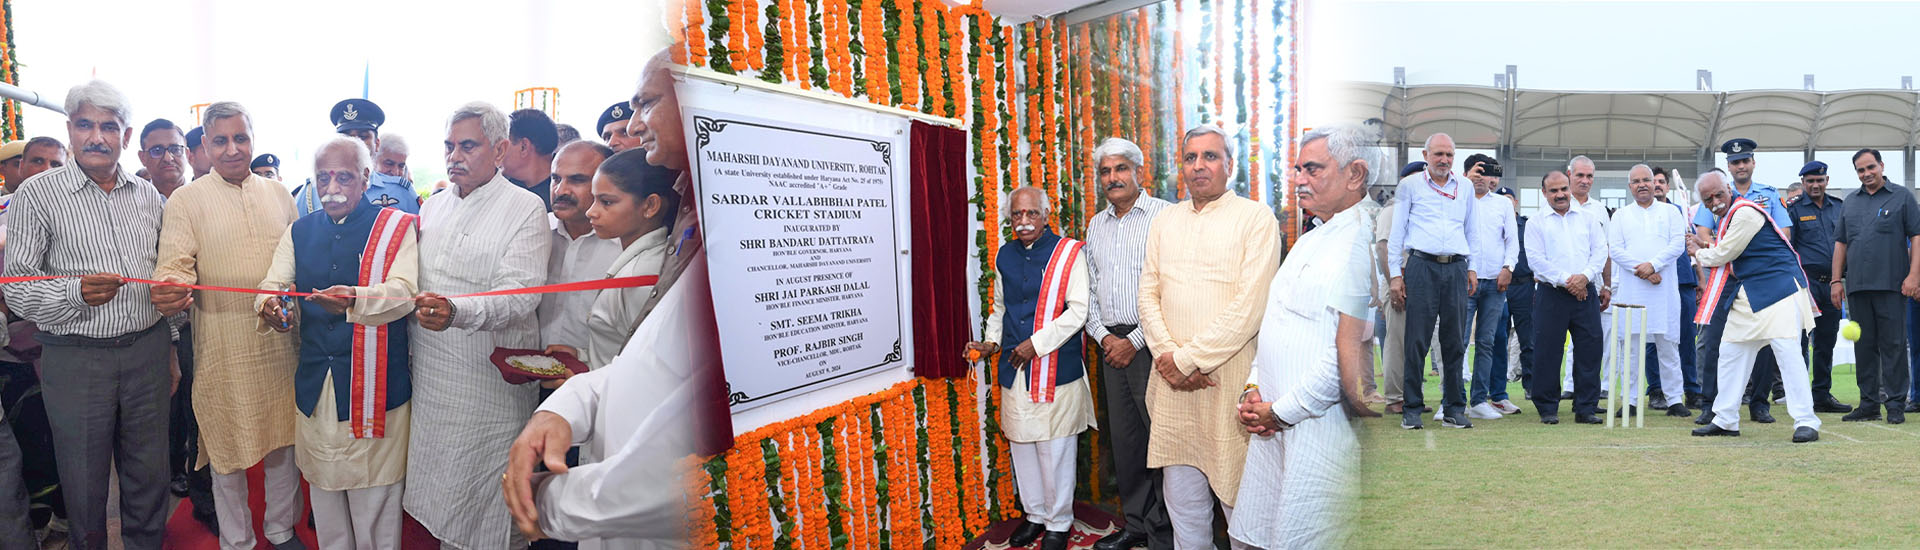 MAHARSHI DAYANAND UNIVERSITY, ROHTAK
(A state University established under Haryana Act No. 25 of 1975)
NAAC accredited "A+" Grade
SARDAR VALLABHBHAI PATEL
CRICKET STADIUM
INAUGURATED BY
SHRI BANDARU DATTATRAYA
HON'BLE GOVERNOR, HARYANA
AND
CHANCELLOR, MAHARSHI DAYANAND UNIVERSITY
IN AUGUST PRESENCE OF
SHRI JAI PARKASH DALAL
HON'BLE FINANCE MINISTER, HARYANA
SMT. SEEMA TRIKHA
HON'BLE EDUCATION MINISTER, HARYANA
PROF. RAJBIR SINGH
VICE-CHANCELLOR, MDU, ROHTAK
ON
AUGUST 9, 2024